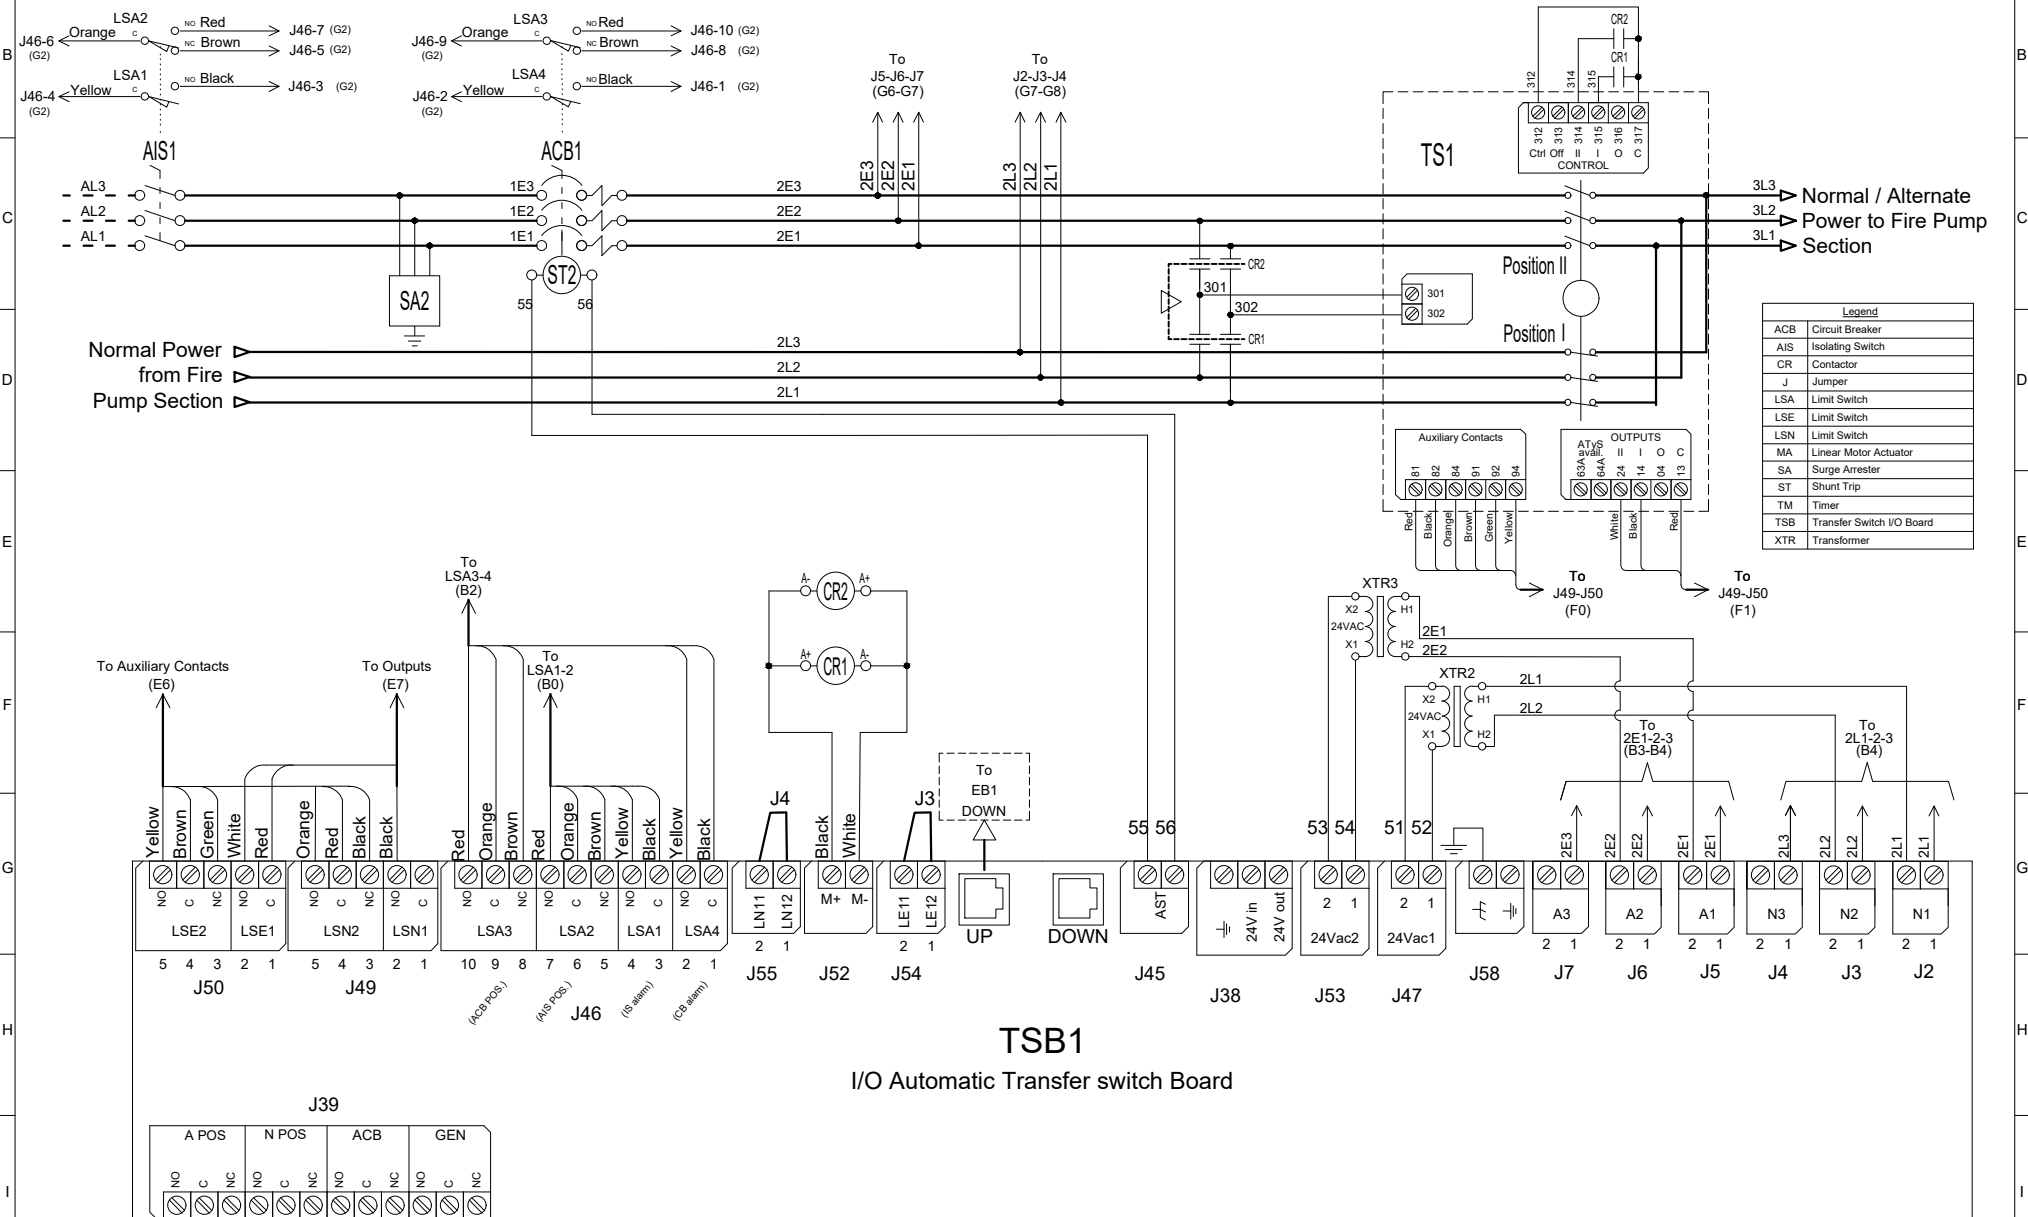 LSA2
NO Red
J46-7 (G2)
J46-6
Orange
C
(G2)
NC Brown
J46-5 (G2)
LSA1
NO Black
J46-3 (G2)
J46-4
Yellow
C
(G2)
LSA3
NO Red
J46-10 (G2)
J46-9
Orange
C
(G2)
NC Brown
J46-8 (G2)
LSA4
NO Black
J46-1 (G2)
J46-2
Yellow
C
(G2)
To
J5-J6-J7
(G6-G7)
To
J2-J3-J4
(G7-G8)
CR2
CR1
312
314
315
312 313 314 315 316 317
Ctrl Off II I O C
CONTROL
TS1
B
B
AIS1
ACB1
2E3
2E2
2E1
2L3
2L2
2L1
AL3
1E3
2E3
3L3
Normal / Alternate
C
AL2
1E2
2E2
3L2
Power to Fire Pump
C
AL1
1E1
2E1
3L1
Section
ST2
55
56
SA2
CR2
301
302
CR1
Position II
301
302
Position I
Normal Power
from Fire
Pump Section
2L3
2L2
2L1
D
D
Legend
ACB Circuit Breaker
AIS Isolating Switch
CR Contactor
J Jumper
LSA Limit Switch
LSE Limit Switch
LSN Limit Switch
MA Linear Motor Actuator
SA Surge Arrester
ST Shunt Trip
TM Timer
TSB Transfer Switch I/O Board
XTR Transformer
Auxiliary Contacts
81 82 84 91 92 94
Red Black Orange Brown Green Yellow
OUTPUTS
ATyS
avail. II I O C
63A 64A 24 14 04 13
White Black Red
To
J49-J50
(F0)
To
J49-J50
(F1)
E
E
To
LSA3-4
(B2)
A- CR2 A+
A+ CR1 A-
XTR3
X2 H1
24VAC
X1 H2
2E1
2E2
XTR2
X2 H1
24VAC
X1 H2
2L1
2L2
To Auxiliary Contacts
(E6)
To Outputs
(E7)
To
LSA1-2
(B0)
To
2E1-2-3
(B3-B4)
To
2L1-2-3
(B4)
F
F
To
EB1
DOWN
J4
J3
Yellow Brown Green White Red
Orange Red Black Black
Red Orange Brown Red Orange Brown Yellow Black Yellow Black
Black White
55 56
53 54
51 52
2E3 2E2 2E2 2E1 2E1 2L3 2L2 2L2 2L1 2L1
G
G
NO C NC NO C
NO C NC NO C
NO C NC NO C NC NO C NO C
LSE2 LSE1
LSN2 LSN1
LSA3 LSA2 LSA1 LSA4
LN11 LN12
M+ M-
LE11 LE12
UP
DOWN
AST
24V in 24V out
2 1
24Vac2
2 1
24Vac1
A3 A2 A1 N3 N2 N1
5 4 3 2 1
5 4 3 2 1
10 9 8 7 6 5 4 3 2 1
2 1
2 1
2 1 2 1 2 1 2 1 2 1 2 1
J50
J49
(ACB POS.)
(AIS POS.)
(IS alarm)
(CB alarm)
J46
J55
J52
J54
J45
J38
J53
J47
J58
J7
J6
J5
J4
J3
J2
H
H
TSB1
I/O Automatic Transfer switch Board
J39
A POS N POS ACB GEN
NO C NC NO C NC NO C NC NO C NC
I
I